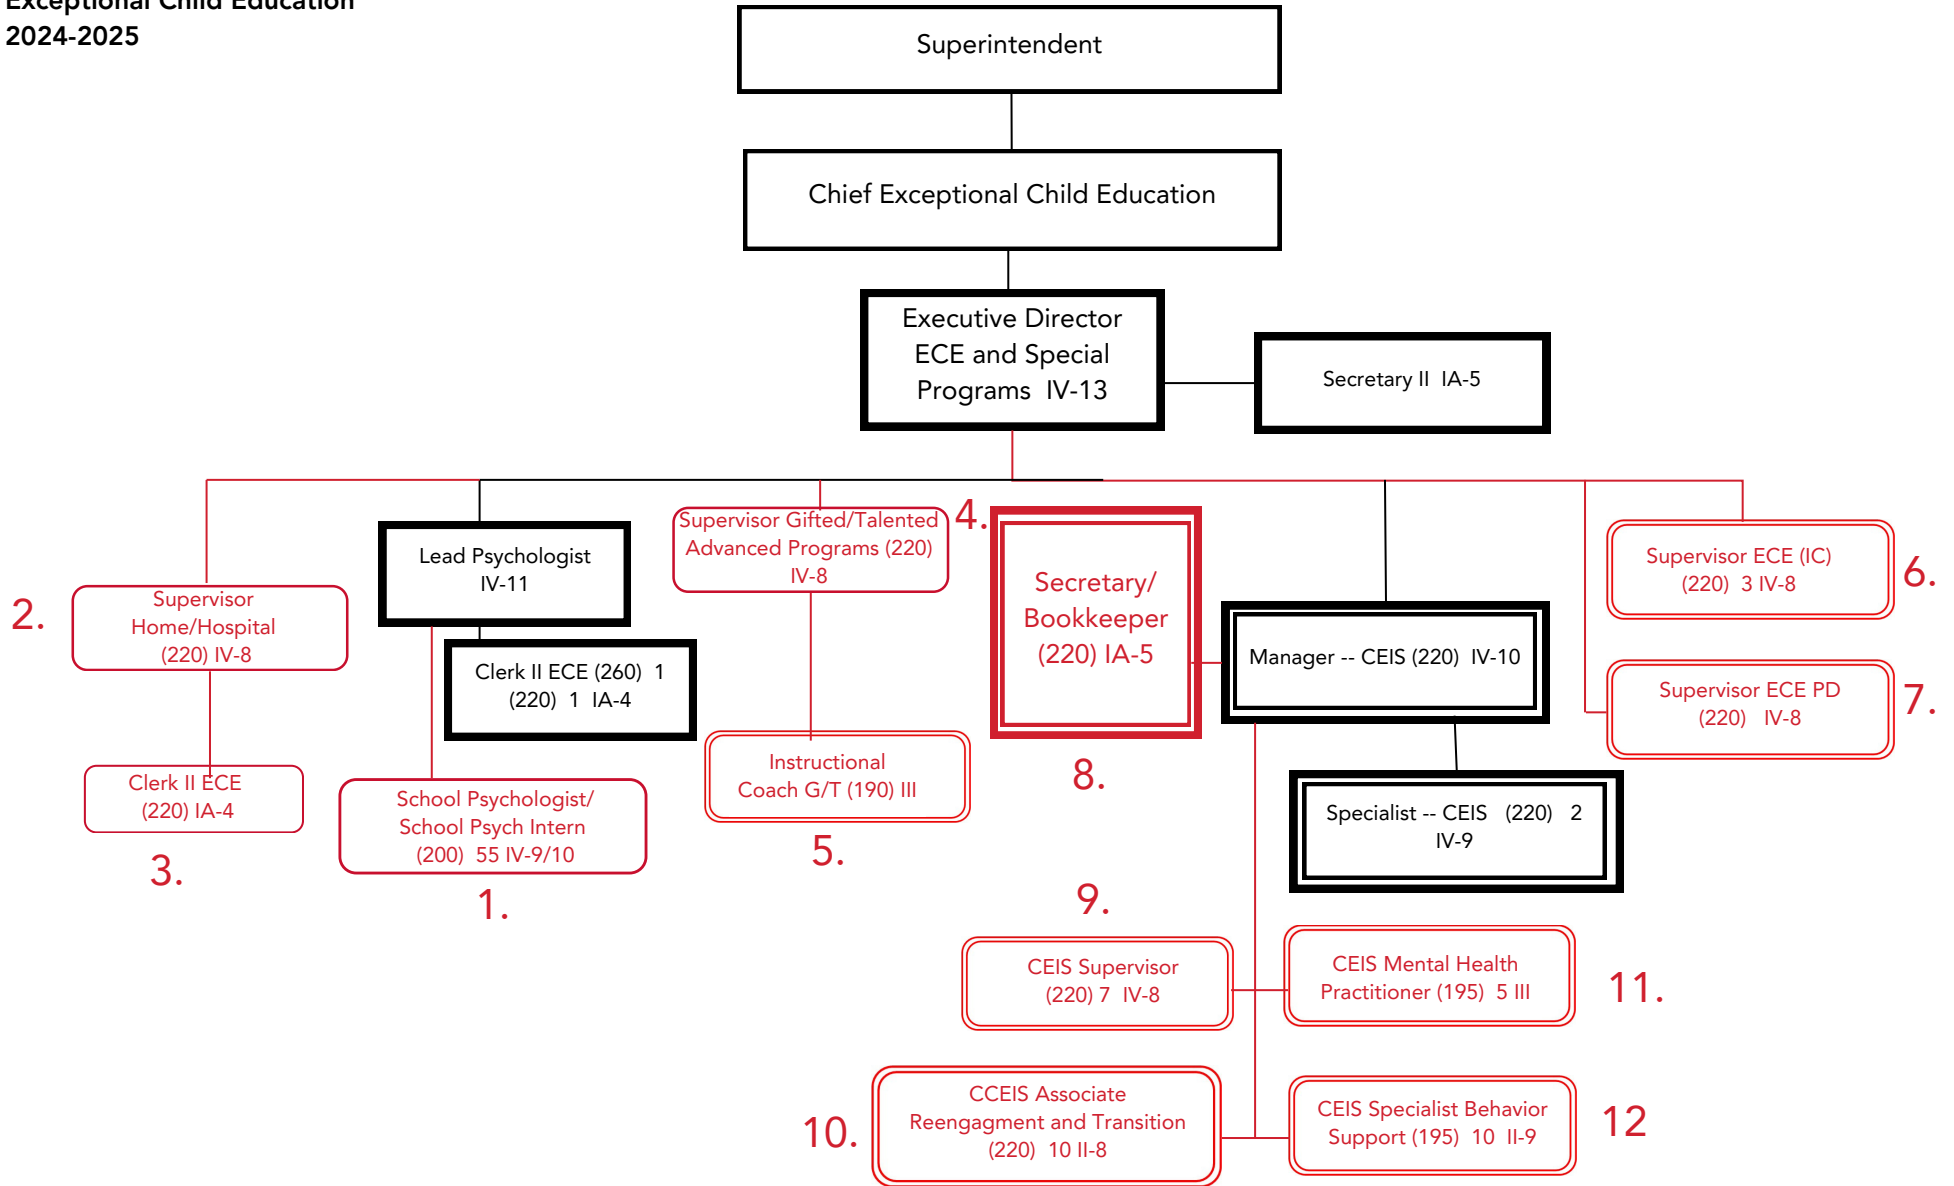 Exceptional Child Education
2024-2025
Superintendent
Chief Exceptional Child Education
Executive Director
ECE and Special
Programs IV-13
Secretary II IA-5
Lead Psychologist
IV-11
Clerk II ECE (260) 1
(220) 1 IA-4
School Psychologist/
School Psych Intern
(200) 55 IV-9/10
1.
2.
Supervisor
Home/Hospital
(220) IV-8
Clerk II ECE
(220) IA-4
3.
Supervisor Gifted/Talented
Advanced Programs (220)
IV-8
4.
Instructional
Coach G/T (190) III
5.
Secretary/
Bookkeeper
(220) IA-5
8.
Manager -- CEIS (220) IV-10
Specialist -- CEIS (220) 2
IV-9
Supervisor ECE (IC)
(220) 3 IV-8
6.
Supervisor ECE PD
(220) IV-8
7.
9.
CEIS Supervisor
(220) 7 IV-8
CEIS Mental Health
Practitioner (195) 5 III
11.
10.
CCEIS Associate
Reengagment and Transition
(220) 10 II-8
CEIS Specialist Behavior
Support (195) 10 II-9
12